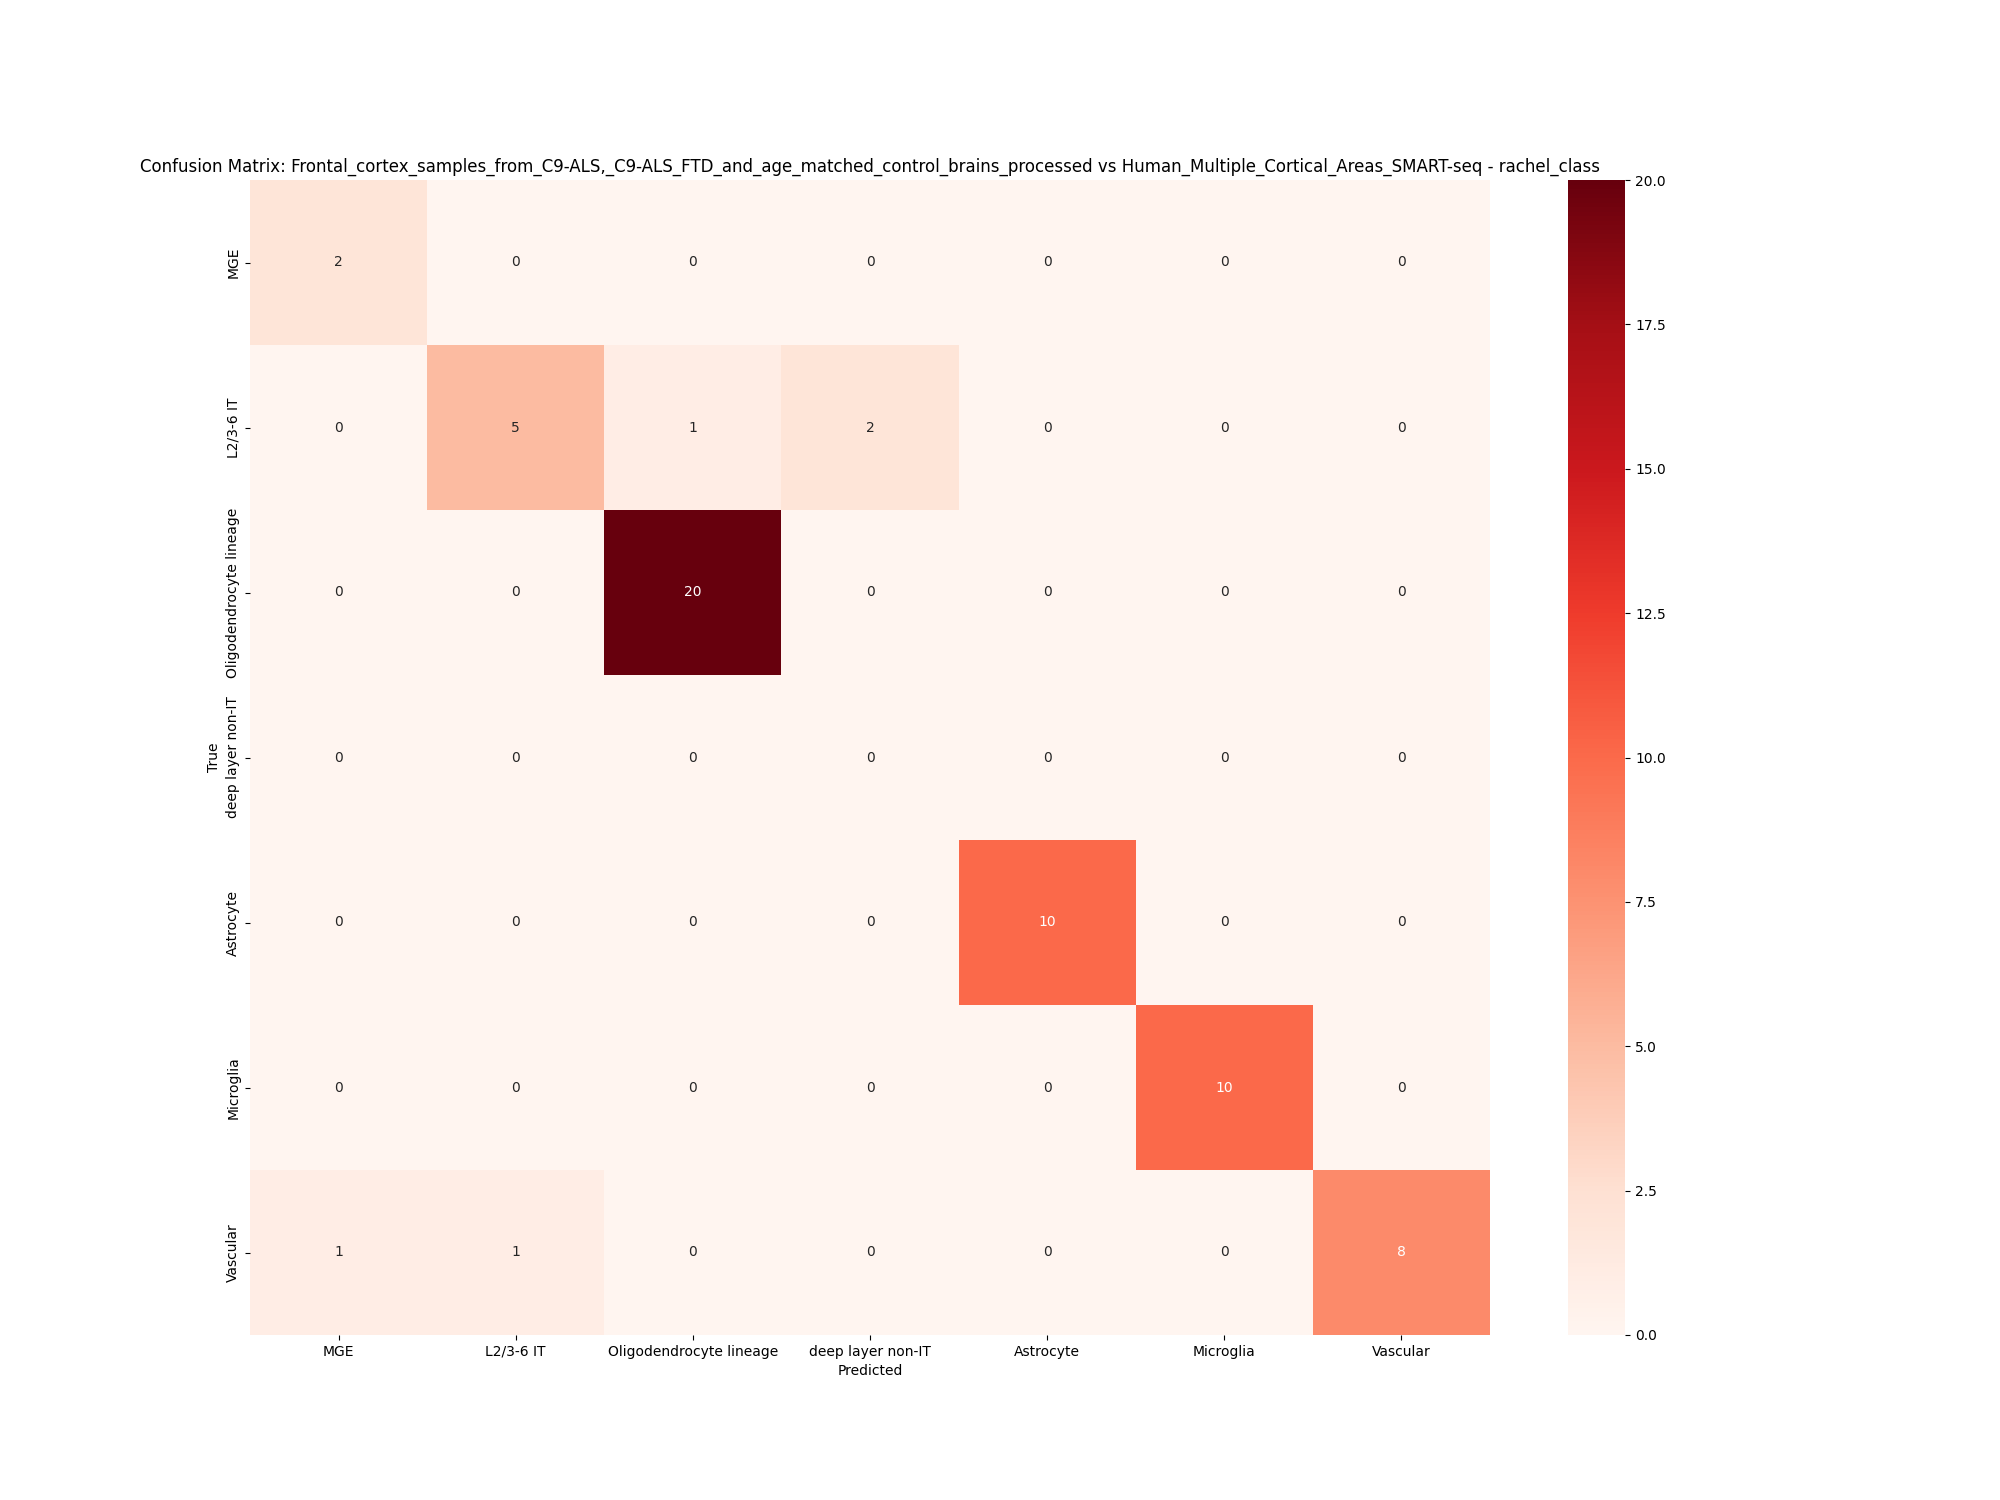 Confusion Matrix: Frontal_cortex_samples_from_C9-ALS,_C9-ALS_FTD_and_age_matched_control_brains_processed vs Human_Multiple_Cortical_Areas_SMART-seq - rachel_class
True
MGE
2 0 0 0 0 0 0
L2/3-6 IT
0 5 1 2 0 0 0
Oligodendrocyte lineage
0 0 20 0 0 0 0
deep layer non-IT
0 0 0 0 0 0 0
Astrocyte
0 0 0 0 10 0 0
Microglia
0 0 0 0 0 10 0
Vascular
1 1 0 0 0 0 8
MGE L2/3-6 IT Oligodendrocyte lineage deep layer non-IT Astrocyte Microglia Vascular
Predicted
20.0
17.5
15.0
12.5
10.0
7.5
5.0
2.5
0.0